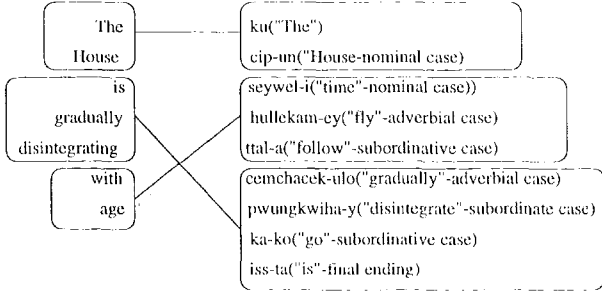 The
House
is
gradually
disintegrating
with
age
ku("The")
cip-un("House-nominal case)
seywel-i("time"-nominal case))
hullekam-ey("fly"-adverbial case)
ttal-a("follow"-subordinative case)
cemchacek-ulo("gradually"-adverbial case)
pwungkwiha-y("disintegrate"-subordinate case)
ka-ko("go"-subordinative case)
iss-ta("is"-final ending)